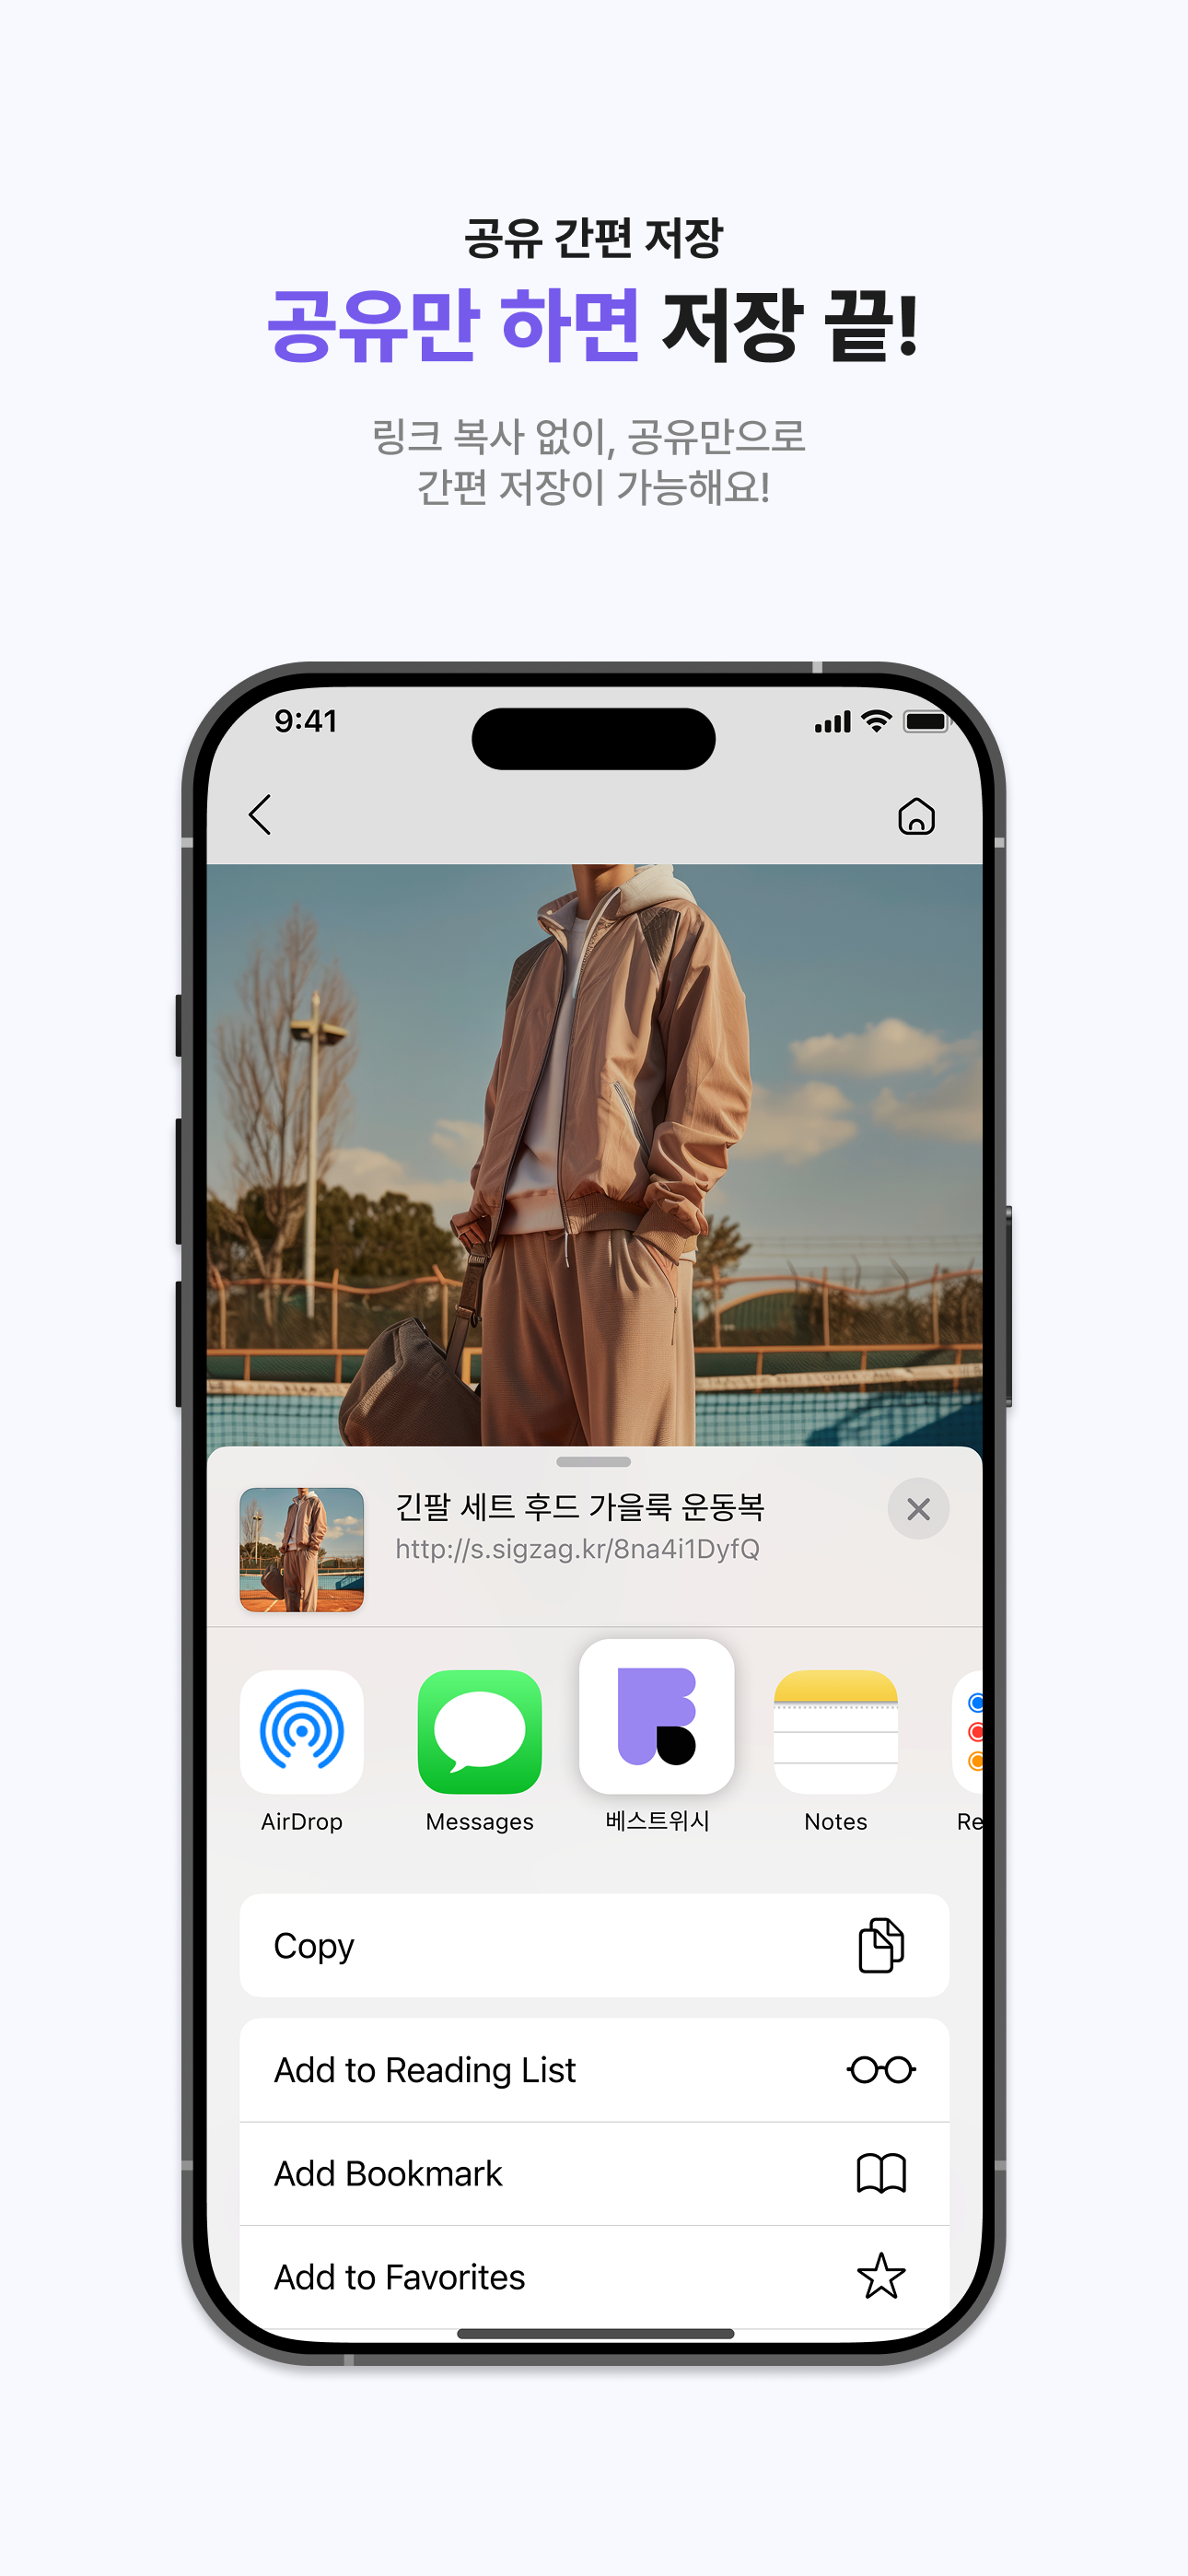 공유 간편 저장
공유만 하면 저장 끝!
링크 복사 없이, 공유만으로
간편 저장이 가능해요!
9:41
긴팔 세트 후드 가을룩 운동복
http://s.sigzag.kr/8na4i1DyfQ
AirDrop
Messages
베스트위시
Notes
Re
Copy
Add to Reading List
Add Bookmark
Add to Favorites